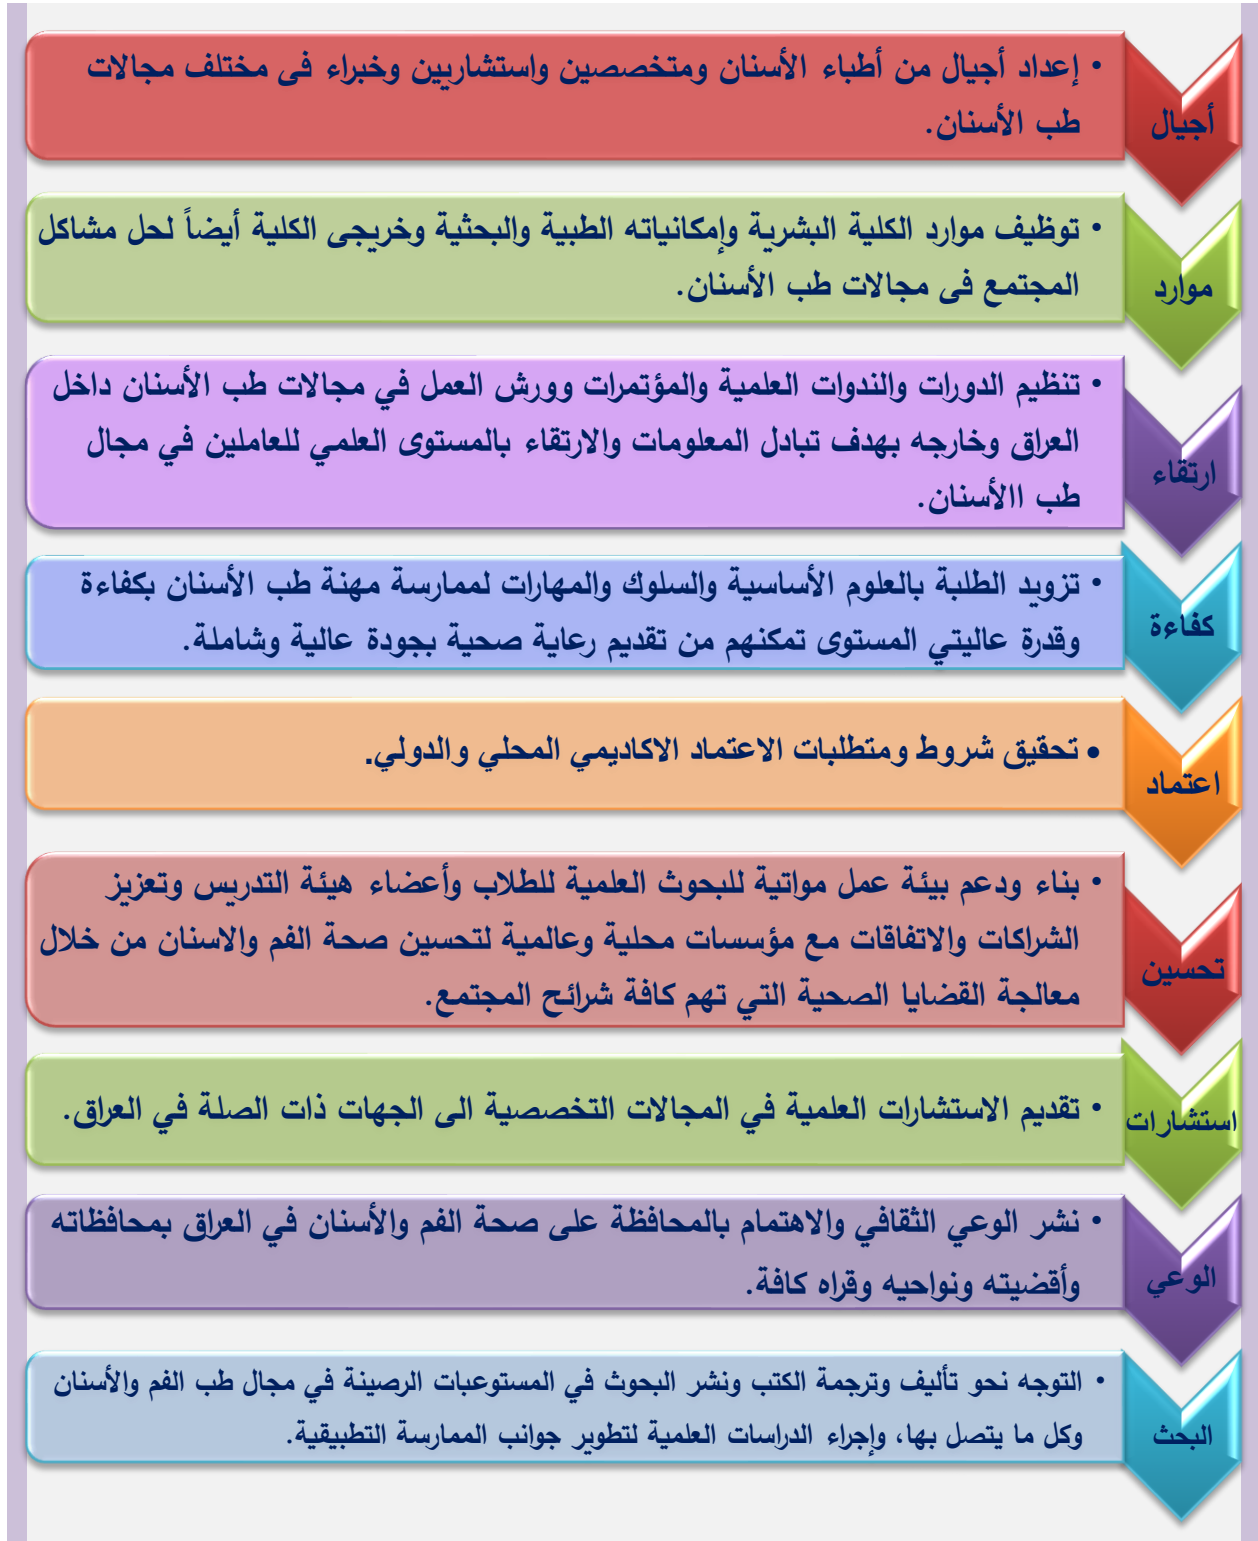 أجيال
• إعداد أجيال من أطباء الأسنان ومتخصصين واستشاريين وخبراء فى مختلف مجالات
طب الأسنان.
موارد
• توظيف موارد الكلية البشرية وإمكانياته الطبية والبحثية وخريجى الكلية أيضاً لحل مشاكل
المجتمع فى مجالات طب الأسنان.
ارتقاء
• تنظيم الدورات والندوات العلمية والمؤتمرات وورش العمل في مجالات طب الأسنان داخل
العراق وخارجه بهدف تبادل المعلومات والارتقاء بالمستوى العلمي للعاملين في مجال
طب االأسنان.
كفاءة
• تزويد الطلبة بالعلوم الأساسية والسلوك والمهارات لممارسة مهنة طب الأسنان بكفاءة
وقدرة عاليتي المستوى تمكنهم من تقديم رعاية صحية بجودة عالية وشاملة.
اعتماد
• تحقيق شروط ومتطلبات الاعتماد الاكاديمي المحلي والدولي.
تحسين
• بناء ودعم بيئة عمل مواتية للبحوث العلمية للطلاب وأعضاء هيئة التدريس وتعزيز
الشراكات والاتفاقات مع مؤسسات محلية وعالمية لتحسين صحة الفم والاسنان من خلال
معالجة القضايا الصحية التي تهم كافة شرائح المجتمع.
استشارات
• تقديم الاستشارات العلمية في المجالات التخصصية الى الجهات ذات الصلة في العراق.
الوعي
• نشر الوعي الثقافي والاهتمام بالمحافظة على صحة الفم والأسنان في العراق بمحافظاته
وأقضيته ونواحيه وقراه كافة.
البحث
• التوجه نحو تأليف وترجمة الكتب ونشر البحوث في المستوعبات الرصينة في مجال طب الفم والأسنان
وكل ما يتصل بها، وإجراء الدراسات العلمية لتطوير جوانب الممارسة التطبيقية.